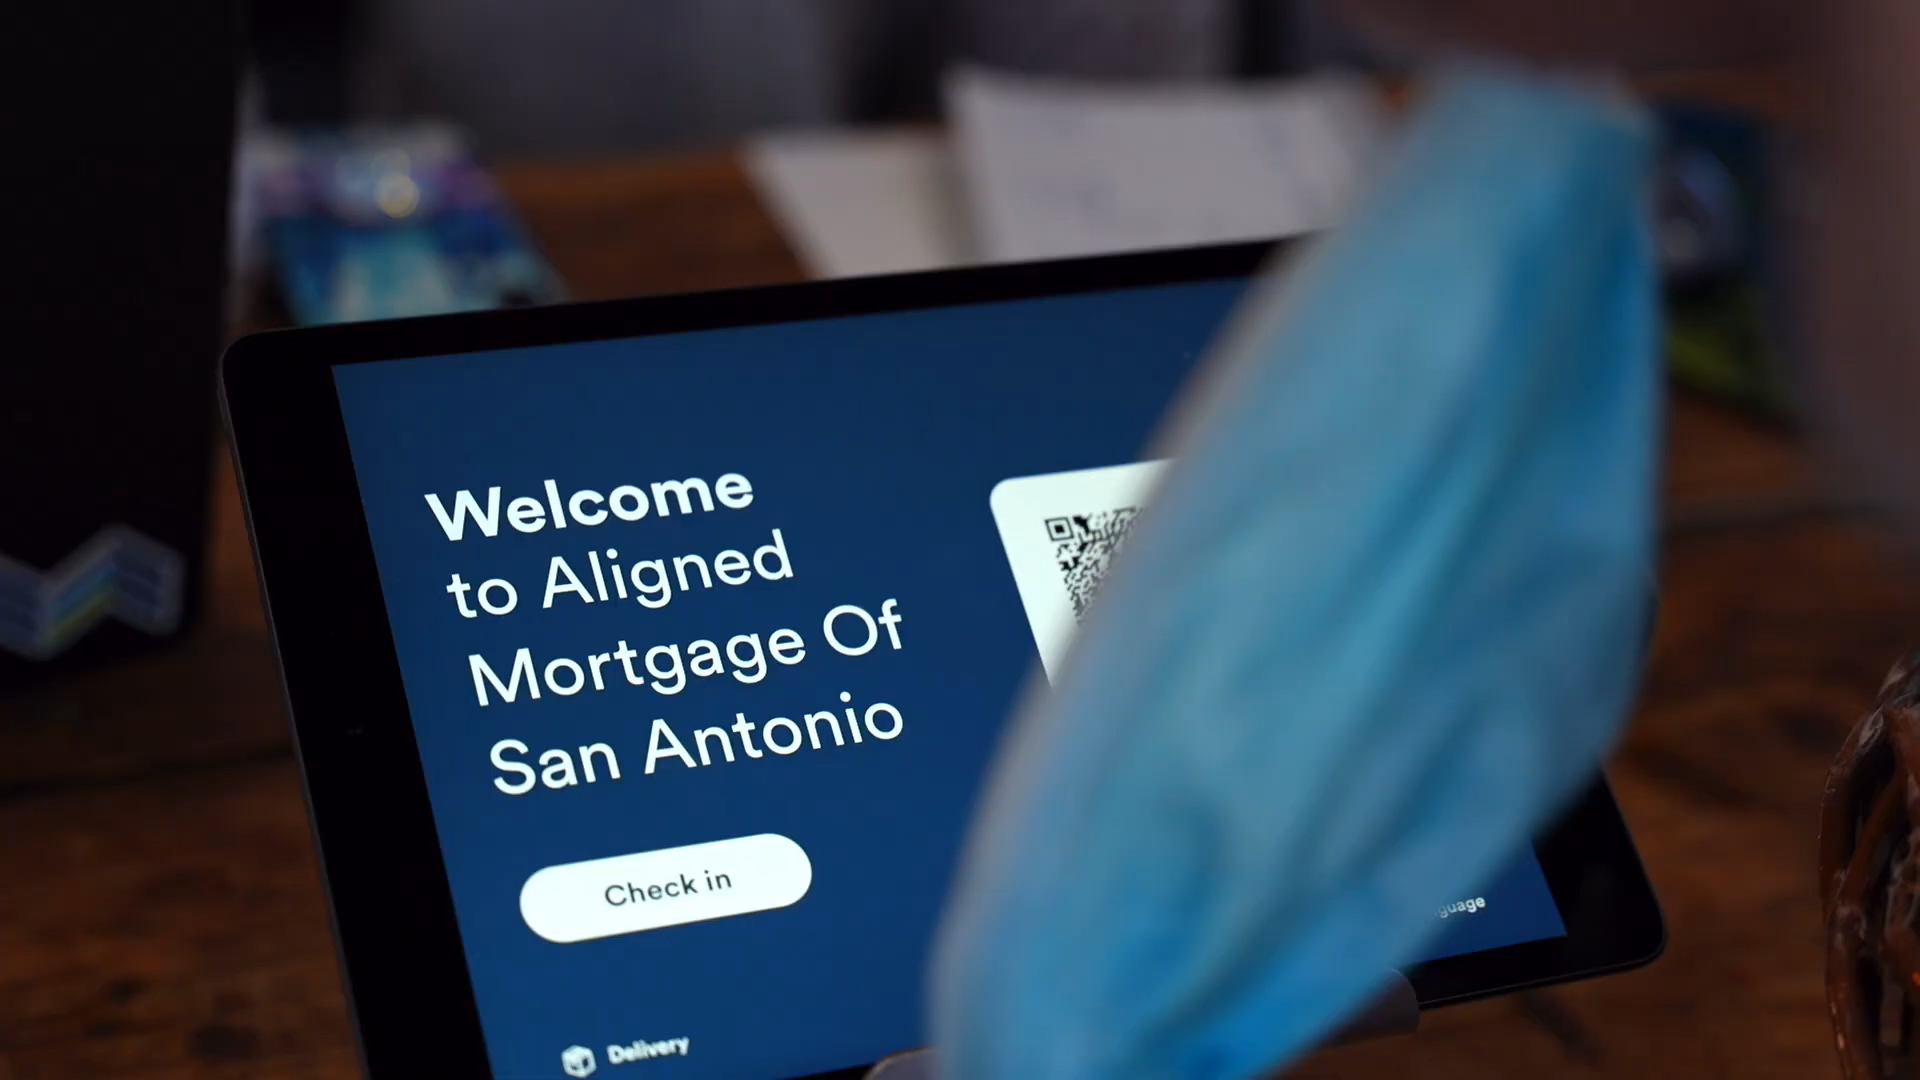 Welcome
to Aligned
Mortgage Of
San Antonio
Check in
Delivery